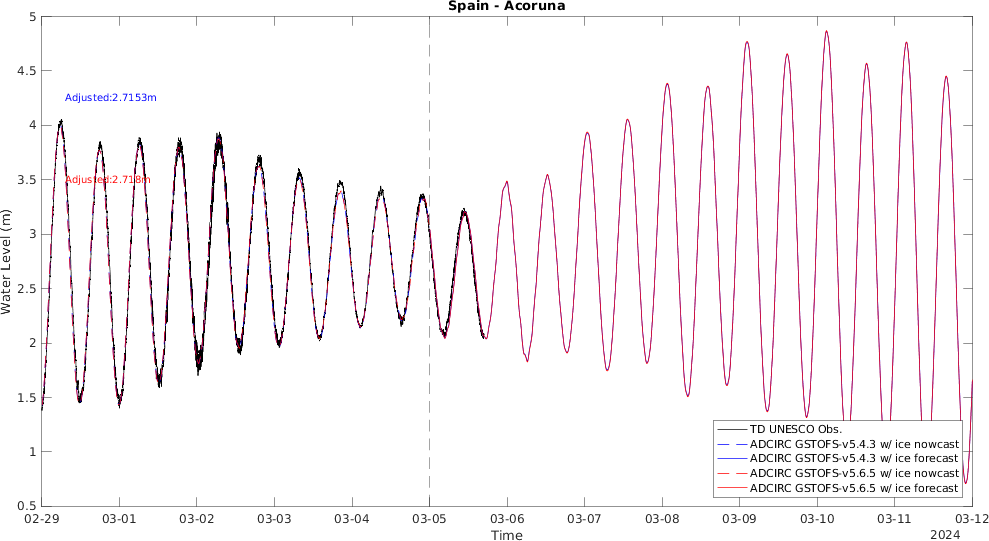 Spain - Acoruna
5
4.5
4
3.5
3
2.5
2
1.5
1
0.5
Water Level (m)
Adjusted:2.7153m
Adjusted:2.718m
TD UNESCO Obs.
ADCIRC GSTOFS-v5.4.3 w/ ice nowcast
ADCIRC GSTOFS-v5.4.3 w/ ice forecast
ADCIRC GSTOFS-v5.6.5 w/ ice nowcast
ADCIRC GSTOFS-v5.6.5 w/ ice forecast
02-29 03-01 03-02 03-03 03-04 03-05 03-06 03-07 03-08 03-09 03-10 03-11 03-12
Time
2024